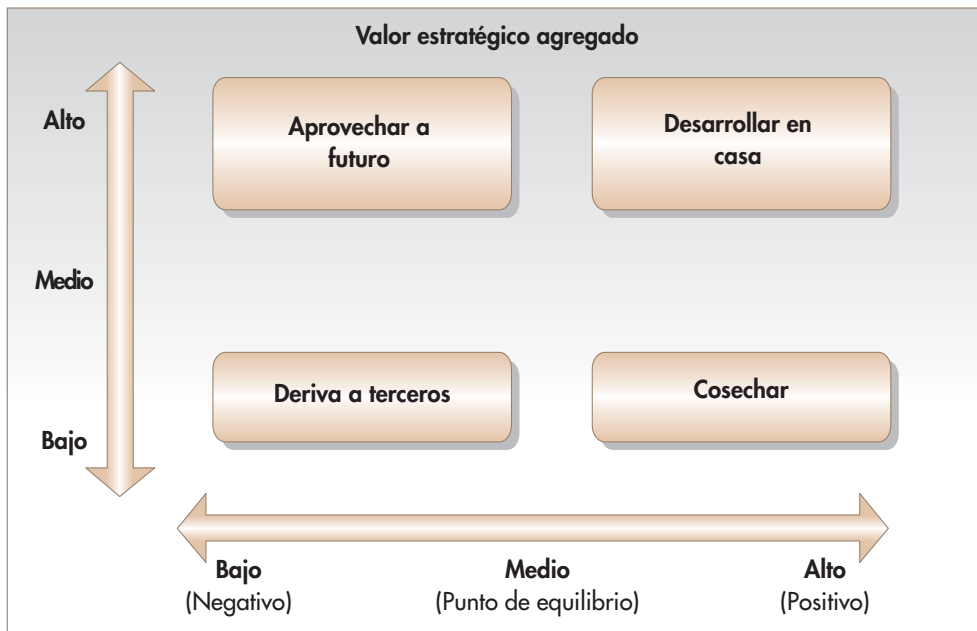 Valor estratégico agregado
Alto
Aprovechar a
futuro
Desarrollar en
casa
Medio
Deriva a terceros
Cosechar
Bajo
Bajo
(Negativo)
Medio
(Punto de equilibrio)
Alto
(Positivo)